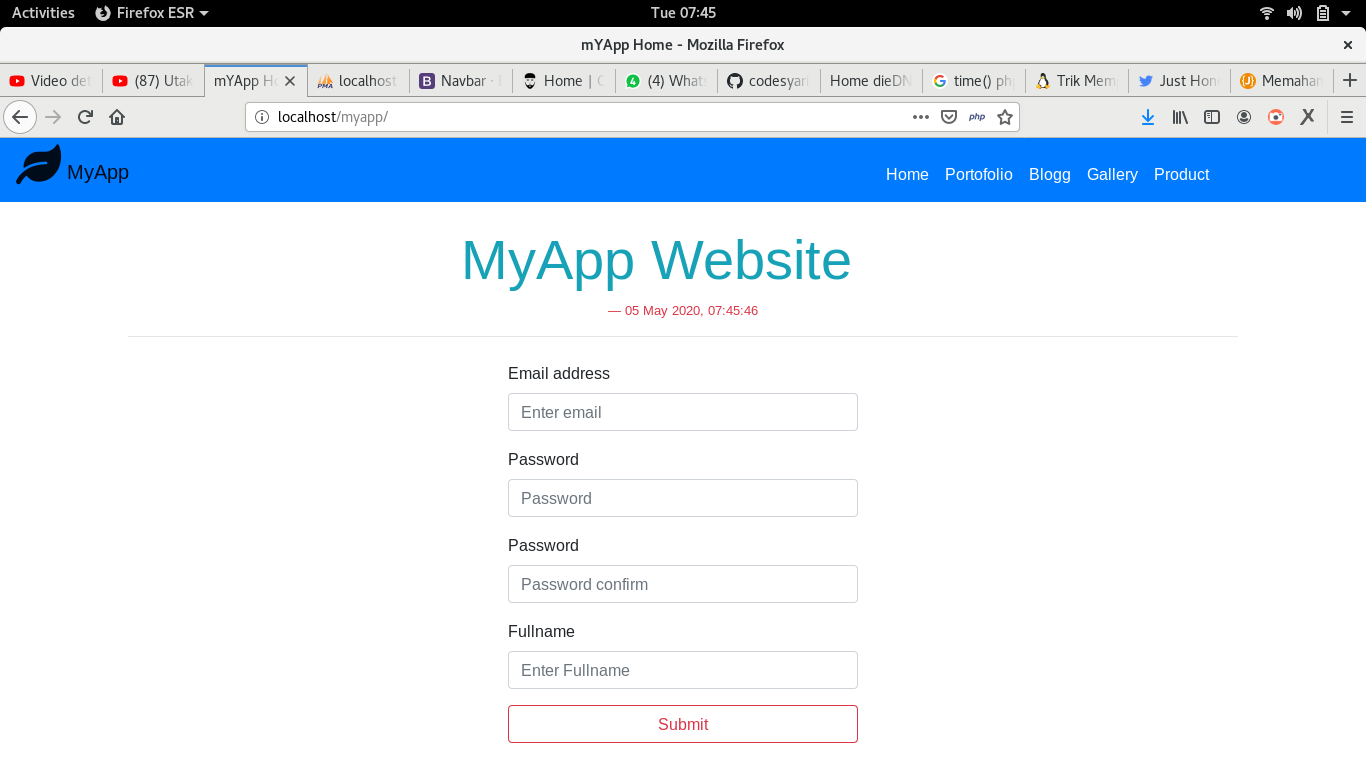 Activities Firefox ESR Tue 07:45
mYApp Home - Mozilla Firefox
Video det (87) Utak mYApp Ho localhost Navbar · Home | C (4) Whats codesyari Home dieDN time() php Trik Mem Just Hon Memahan
localhost/myapp/ php
MyApp Home Portofolio Blogg Gallery Product
MyApp Website
— 05 May 2020, 07:45:46
Email address
Enter email
Password
Password
Password
Password confirm
Fullname
Enter Fullname
Submit